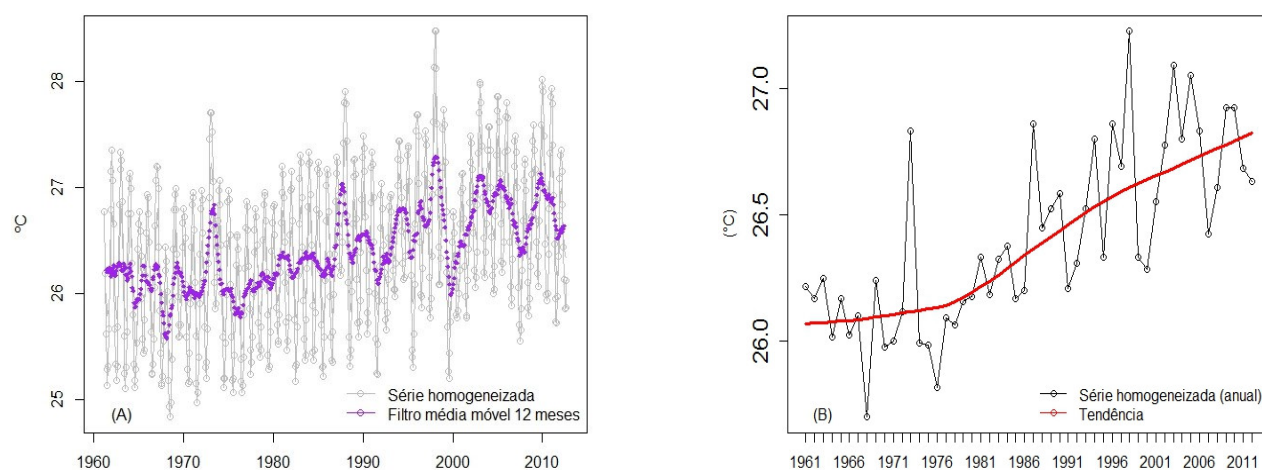 28
27
26
25
ºC
(A)
Série homogeneizada
Filtro média móvel 12 meses
1960 1970 1980 1990 2000 2010
27.0
26.5
26.0
(°C)
(B)
Série homogeneizada (anual)
Tendência
1961 1966 1971 1976 1981 1986 1991 1996 2001 2006 2011